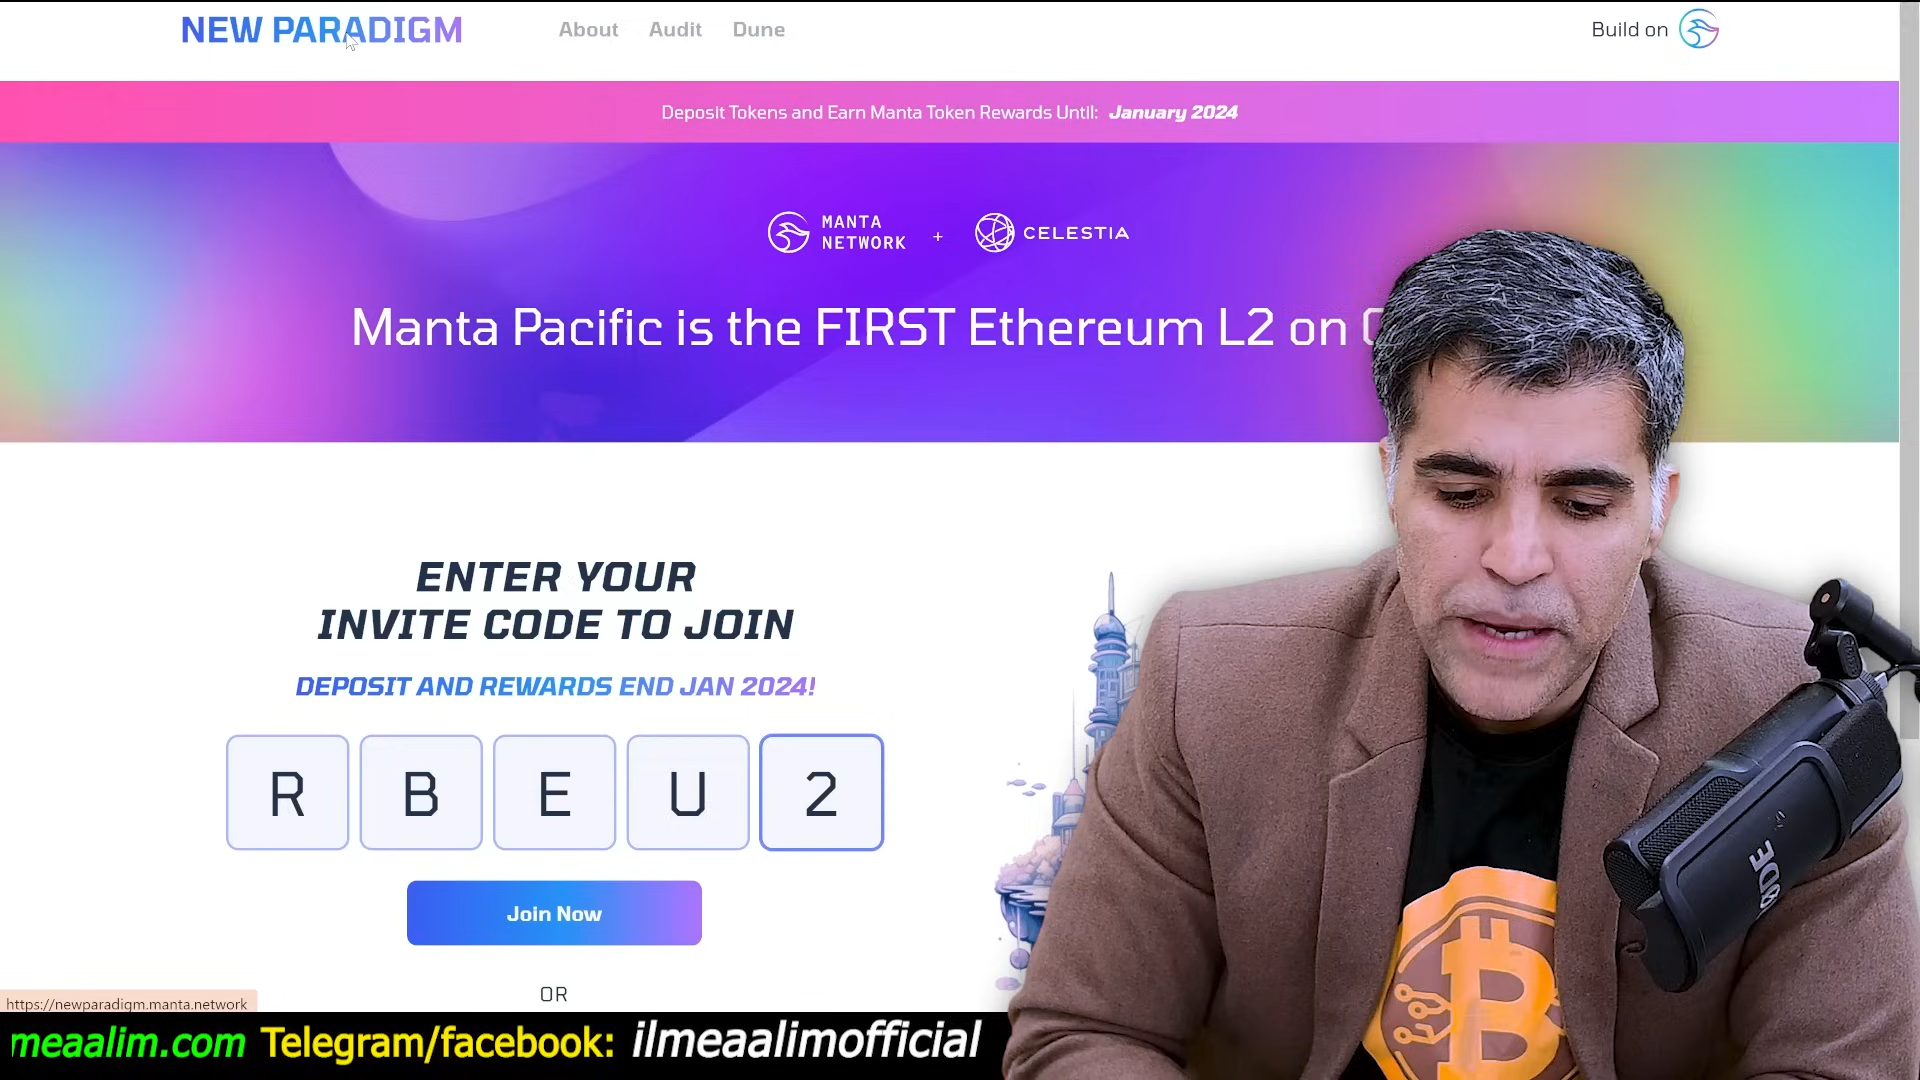 NEW PARADIGM
About Audit Dune
Build on
Deposit Tokens and Earn Manta Token Rewards Until: January 2024
MANTA NETWORK + CELESTIA
Manta Pacific is the FIRST Ethereum L2 on
ENTER YOUR
INVITE CODE TO JOIN
DEPOSIT AND REWARDS END JAN 2024!
R B E U 2
Join Now
OR
https://newparadigm.manta.network
meaalim.com Telegram/facebook: ilmeaalimofficial